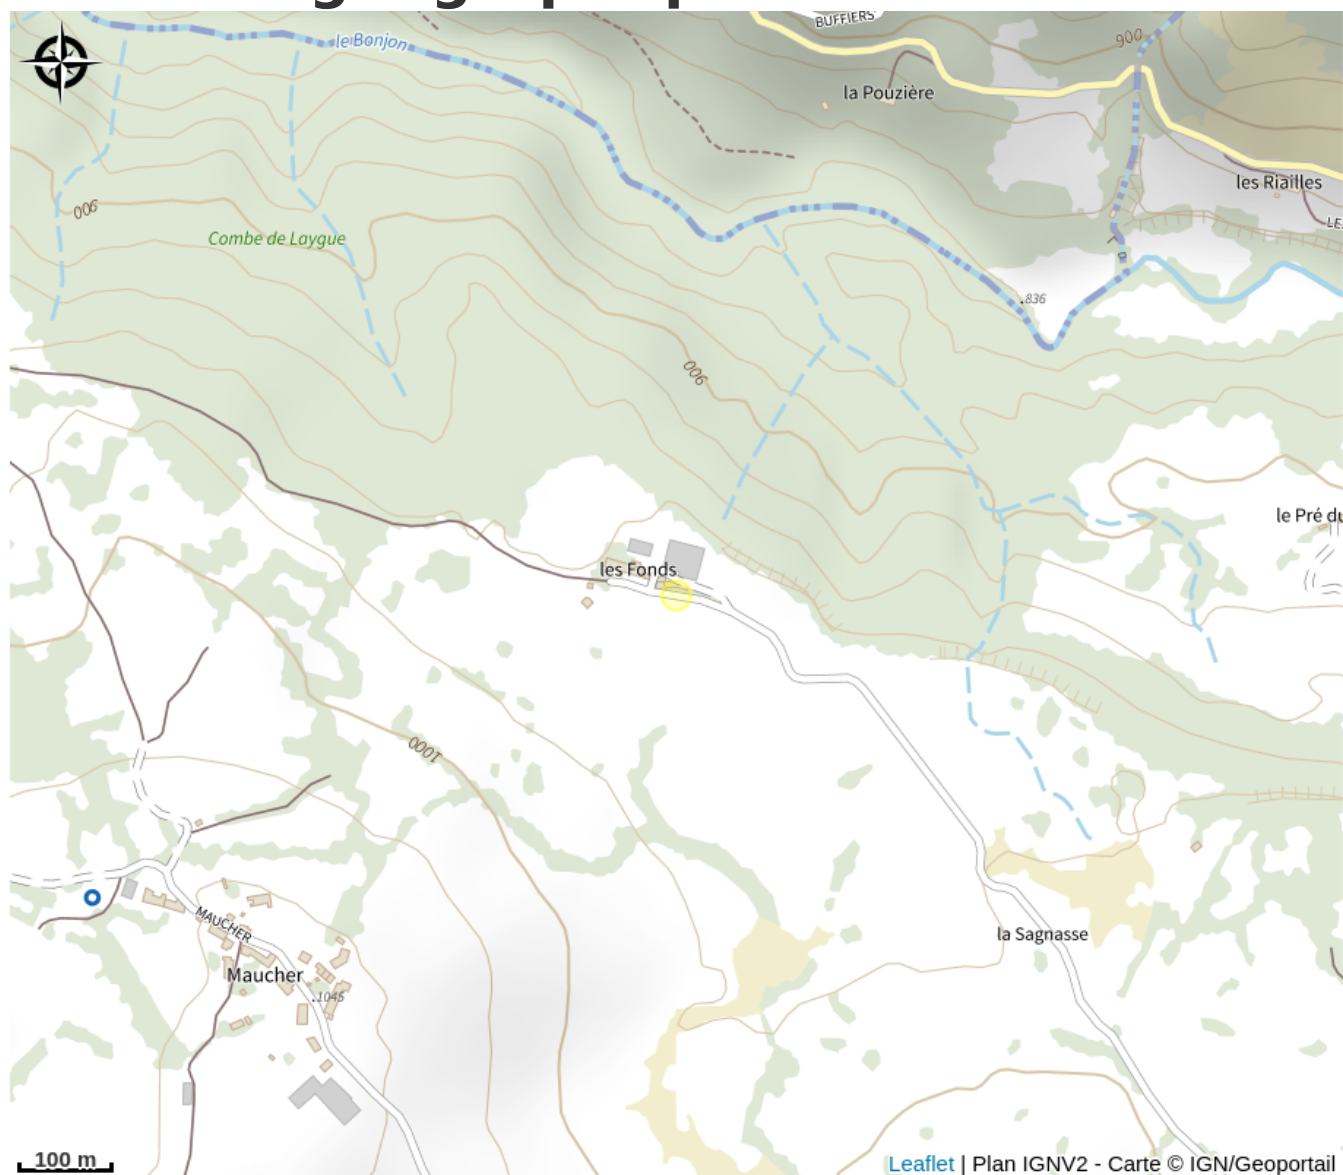 BUFFIERS
le Bonjon
900
la Pouzière
les Riailles
900
LE
Combe de Laygue
836
900
le Pré du
les Fonds
1000
MAUCHER
la Sagnasse
Maucher
1045
100 m
Leaflet | Plan IGNV2 - Carte © IGN/Geoportail